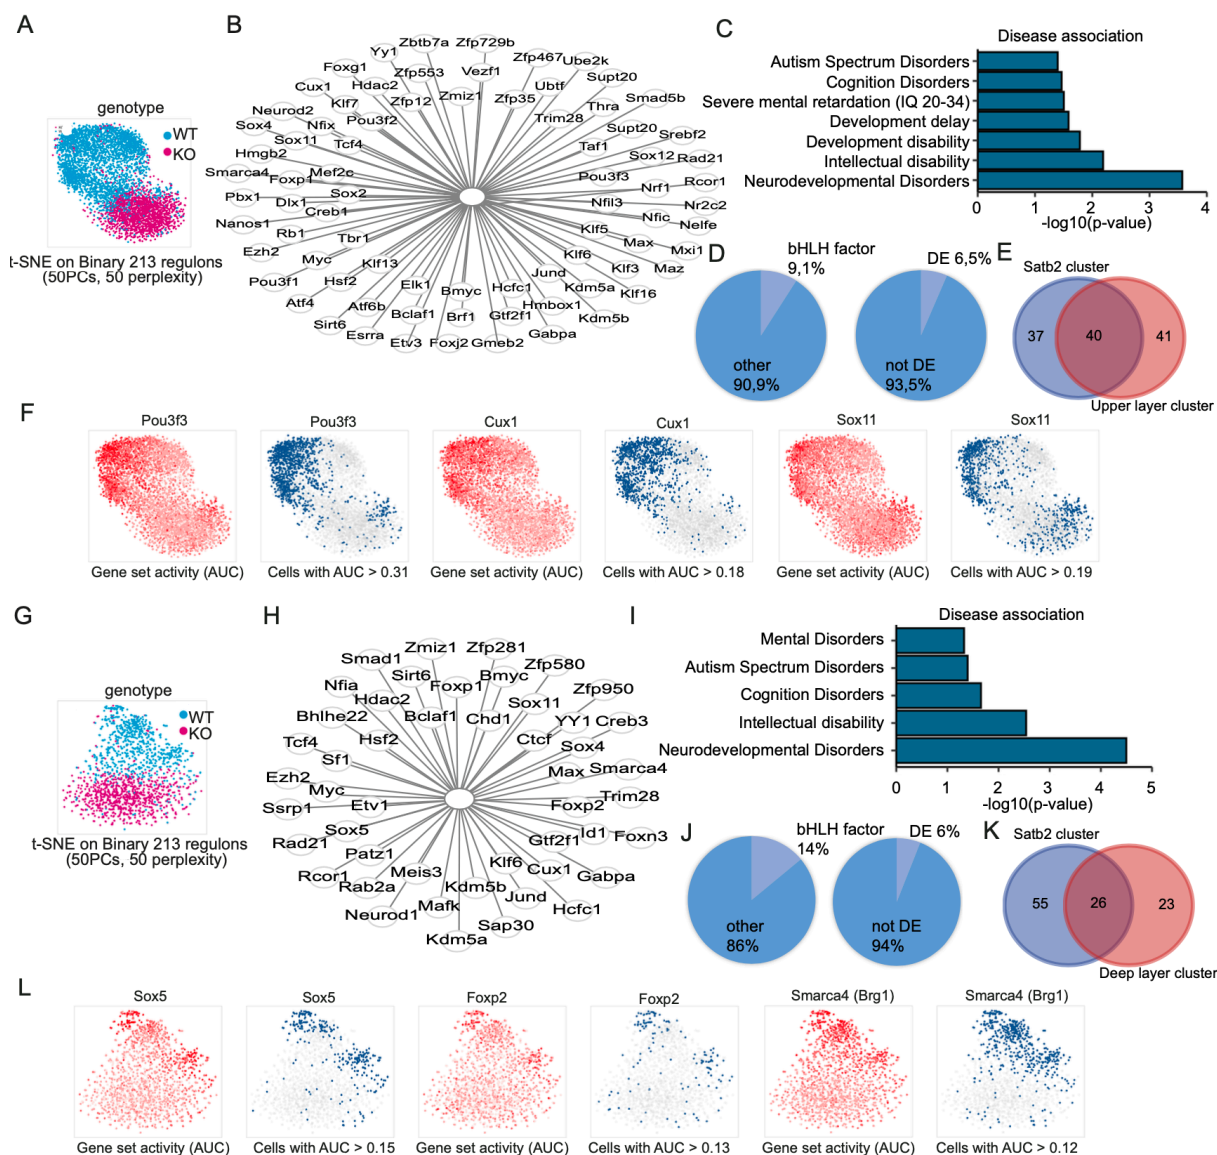 A
genotype
WT
KO
t-SNE on Binary 213 regulons
(50PCs, 50 perplexity)
B
Zbtb7a
Zfp729b
Yy1
Zfp467
Ube2k
Foxg1
Zfp553
Vezf1
Supt20
Cux1
Hdac2
Ubtf
Klf7
Zfp12
Zmiz1
Zfp35
Thra
Smad5b
Neurod2
Pou3f2
Trim28
Sox4
Nfix
Supt20
Srebf2
Sox11
Tcf4
Taf1
Hmgb2
Sox12
Rad21
Smarca4
Foxp1
Mef2c
Pou3f3
Rcor1
Pbx1
Dlx1
Sox2
Nrf1
Nfil3
Nr2c2
Creb1
Nfic
Nelfe
Nanos1
Rb1
Tbr1
Klf5
Max
Mxi1
Ezh2
Myc
Klf13
Klf6
Klf3
Maz
Pou3f1
Hsf2
Elk1
Bmyc
Hcfc1
Jund
Kdm5a
Klf16
Atf4
Atf6b
Hmbox1
Sirt6
Bclaf1
Brf1
Gtf2f1
Kdm5b
Esrra
Etv3
Foxj2
Gmeb2
Gabpa
C
Disease association
Autism Spectrum Disorders
Cognition Disorders
Severe mental retardation (IQ 20-34)
Development delay
Development disability
Intellectual disability
Neurodevelopmental Disorders
0 1 2 3 4
-log10(p-value)
D
bHLH factor
9,1%
other
90,9%
DE 6,5%
not DE
93,5%
E
Satb2 cluster
37 40 41
Upper layer cluster
F
Pou3f3
Gene set activity (AUC)
Pou3f3
Cells with AUC > 0.31
Cux1
Gene set activity (AUC)
Cux1
Cells with AUC > 0.18
Sox11
Gene set activity (AUC)
Sox11
Cells with AUC > 0.19
G
genotype
WT
KO
t-SNE on Binary 213 regulons
(50PCs, 50 perplexity)
H
Zmiz1
Zfp281
Smad1
Zfp580
Sirt6
Foxp1
Bmyc
Nfia
Zfp950
Hdac2
Sox11
Bhlhe22
Bclaf1
Chd1
YY1
Creb3
Tcf4
Hsf2
Ctcf
Sox4
Sf1
Max
Smarca4
Ezh2
Myc
Trim28
Ssrp1
Etv1
Foxp2
Sox5
Id1
Foxn3
Rad21
Patz1
Gtf2f1
Rcor1
Meis3
Klf6
Cux1
Gabpa
Rab2a
Kdm5b
Jund
Neurod1
Mafk
Hcfc1
Sap30
Kdm5a
I
Disease association
Mental Disorders
Autism Spectrum Disorders
Cognition Disorders
Intellectual disability
Neurodevelopmental Disorders
0 1 2 3 4 5
-log10(p-value)
J
bHLH factor
14%
other
86%
DE 6%
not DE
94%
K
Satb2 cluster
55 26 23
Deep layer cluster
L
Sox5
Gene set activity (AUC)
Sox5
Cells with AUC > 0.15
Foxp2
Gene set activity (AUC)
Foxp2
Cells with AUC > 0.13
Smarca4 (Brg1)
Gene set activity (AUC)
Smarca4 (Brg1)
Cells with AUC > 0.12